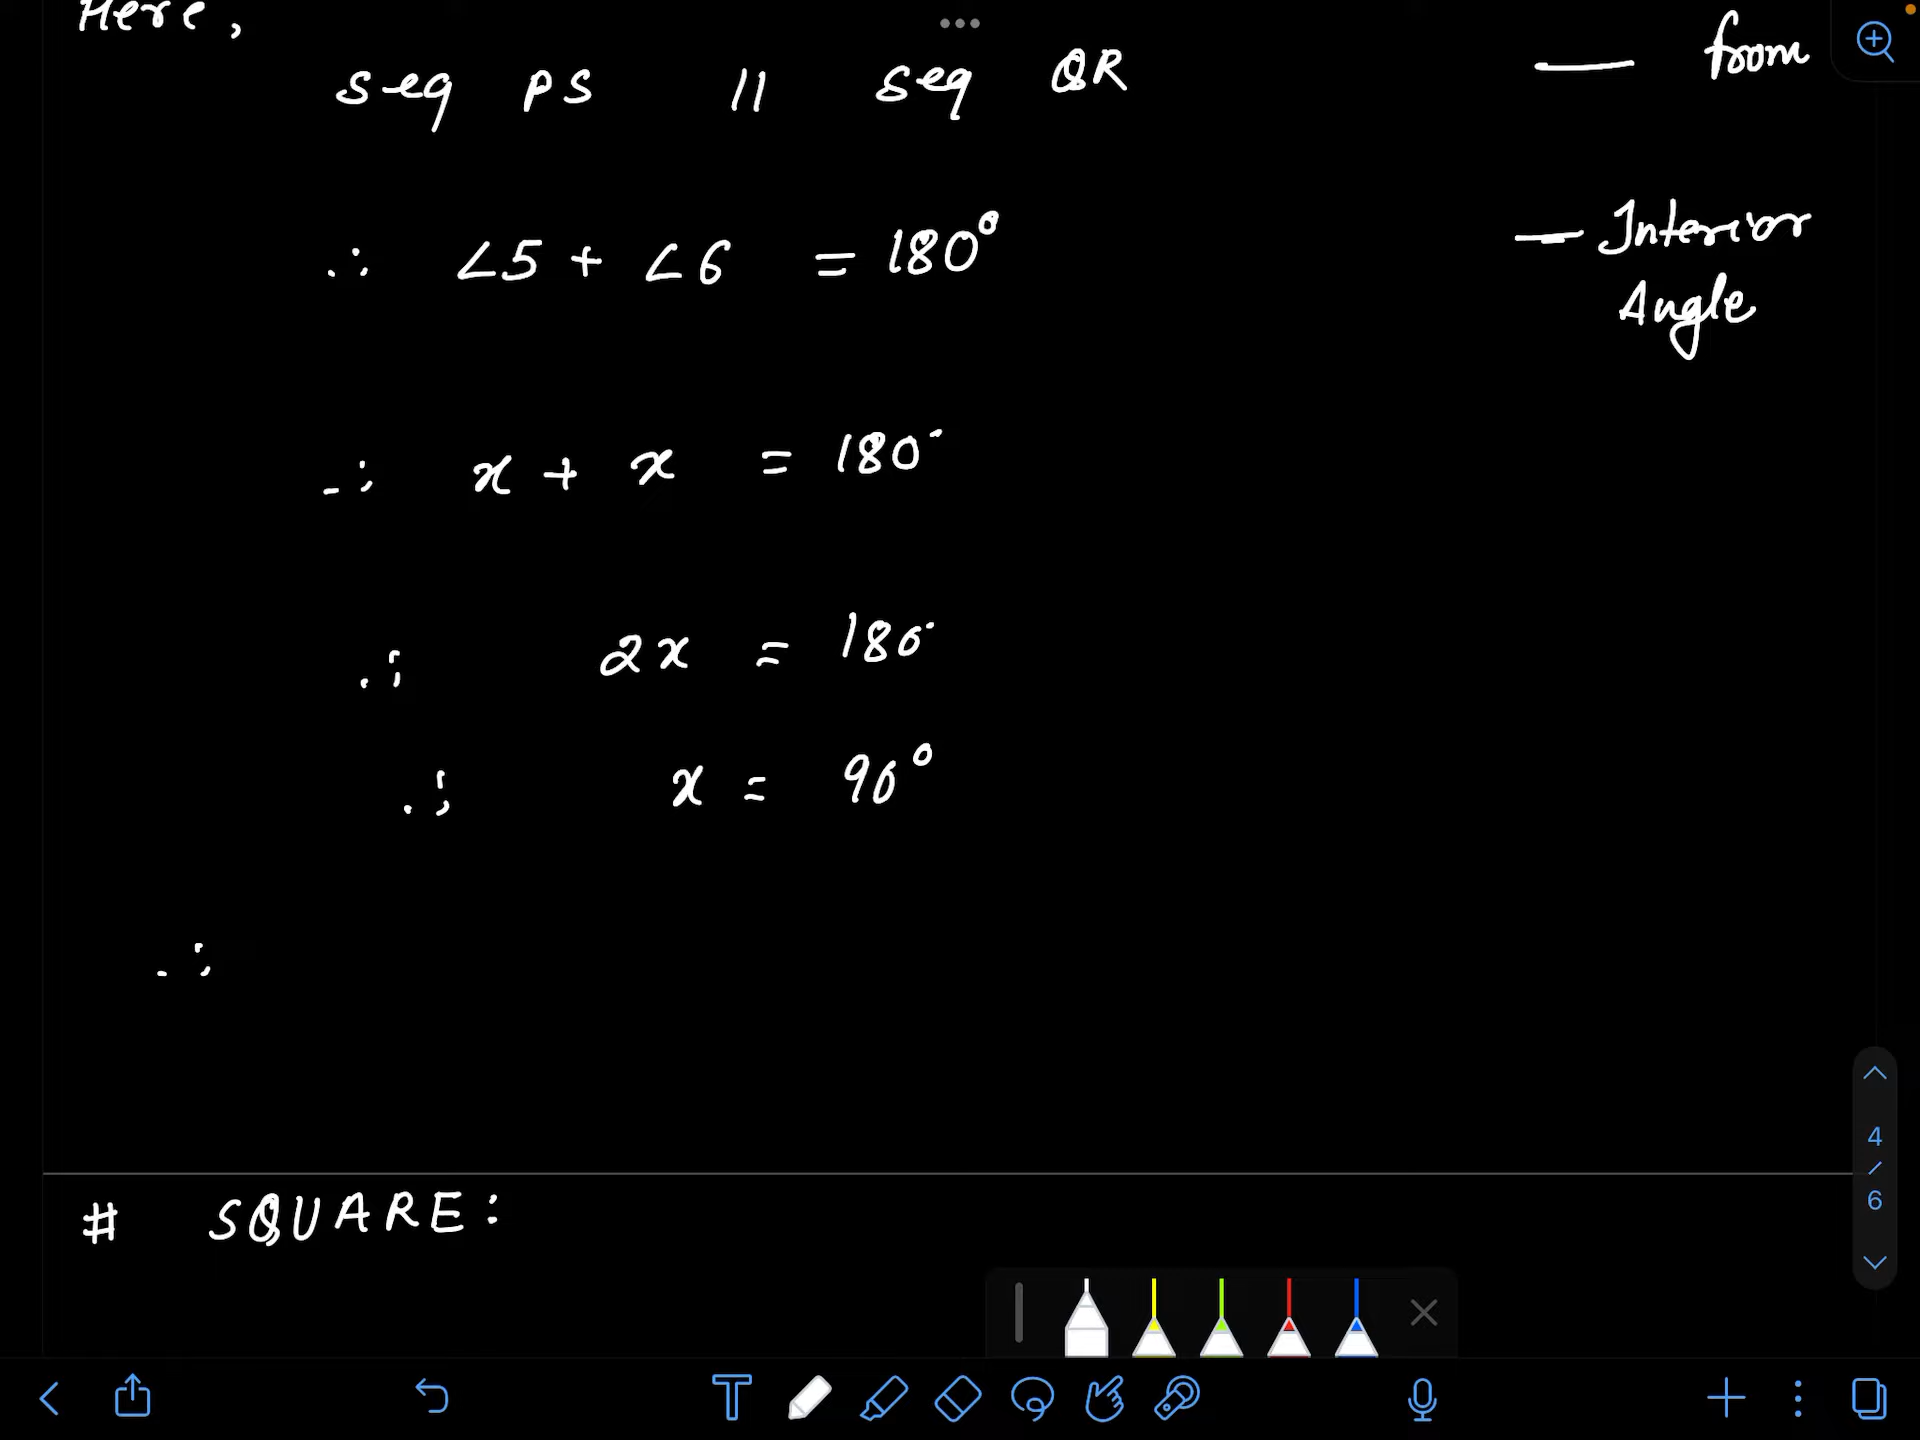 Here,
seg PS || seg QR — from
∴ ∠5 + ∠6 = 180° — Interior
Angle
∴ x + x = 180°
∴ 2x = 180°
∴ x = 90°
∴
# SQUARE:
4
/
6
T